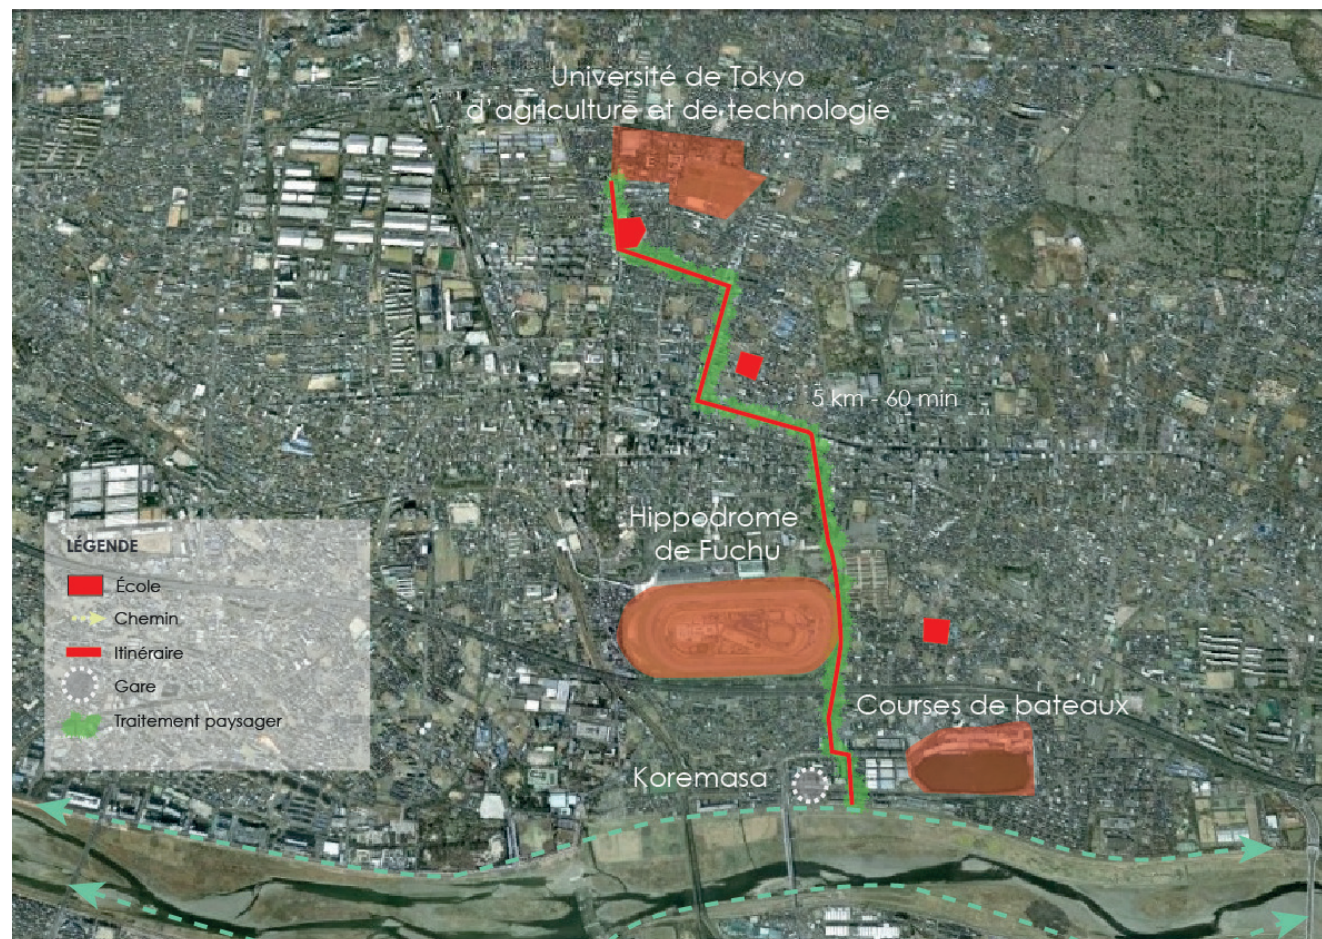 Université de Tokyo
d'agriculture et de technologie
E
5 km - 60 min
Hippodrome
de Fuchu
LÉGENDE
École
Chemin
Itinéraire
Gare
Traitement paysager
Courses de bateaux
Koremasa